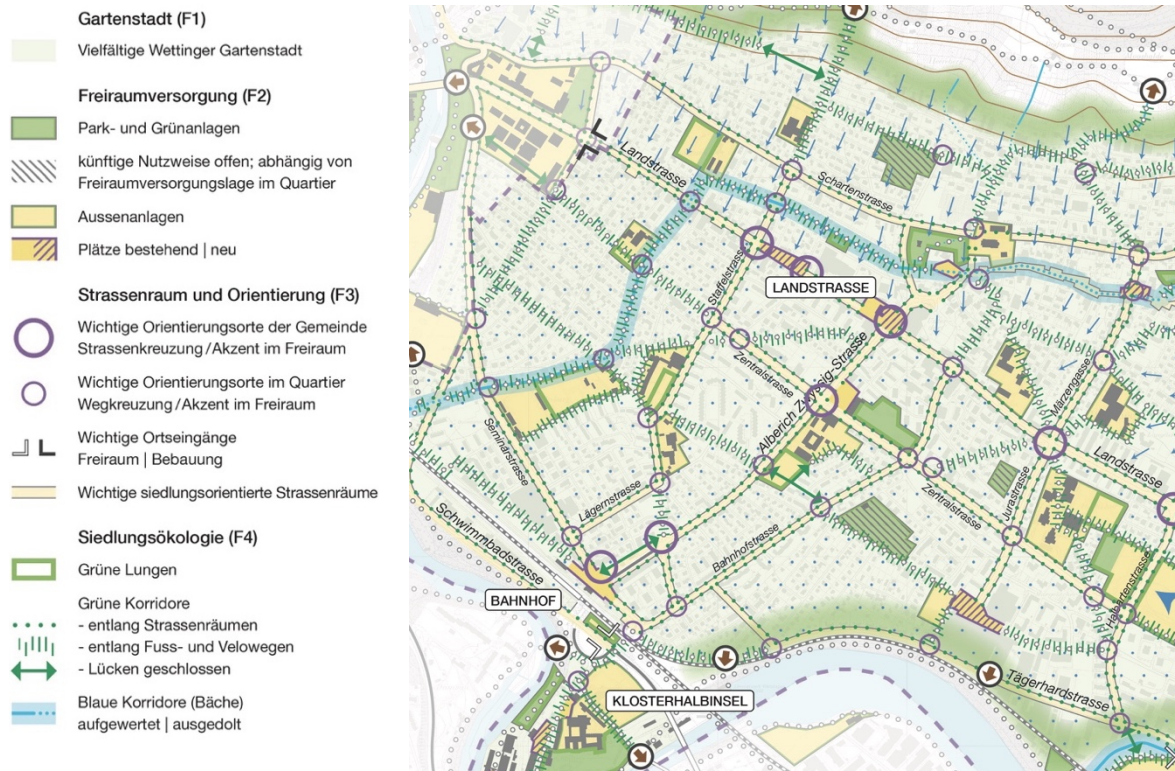 Gartenstadt (F1)
Vielfältige Wettinger Gartenstadt
Freiraumversorgung (F2)
Park- und Grünanlagen
künftige Nutzweise offen; abhängig von
Freiraumversorgungslage im Quartier
Aussenanlagen
Plätze bestehend | neu
Strassenraum und Orientierung (F3)
Wichtige Orientierungsorte der Gemeinde
Strassenkreuzung/Akzent im Freiraum
Wichtige Orientierungsorte im Quartier
Wegkreuzung/Akzent im Freiraum
Wichtige Ortseingänge
Freiraum | Bebauung
Wichtige siedlungsorientierte Strassenräume
Siedlungsökologie (F4)
Grüne Lungen
Grüne Korridore
- entlang Strassenräumen
- entlang Fuss- und Velowegen
- Lücken geschlossen
Blaue Korridore (Bäche)
aufgewertet | ausgedolt
Landstrasse
Schartenstrasse
Staffelstrasse
LANDSTRASSE
Zentralstrasse
Alberich Zwyssig-Strasse
Märzengasse
Landstrasse
Seminarstrasse
Lägernstrasse
Jurastrasse
Zentralstrasse
Schwimmbadstrasse
Bahnhofstrasse
Halbartenstrasse
BAHNHOF
KLOSTERHALBINSEL
Tägerhardstrasse